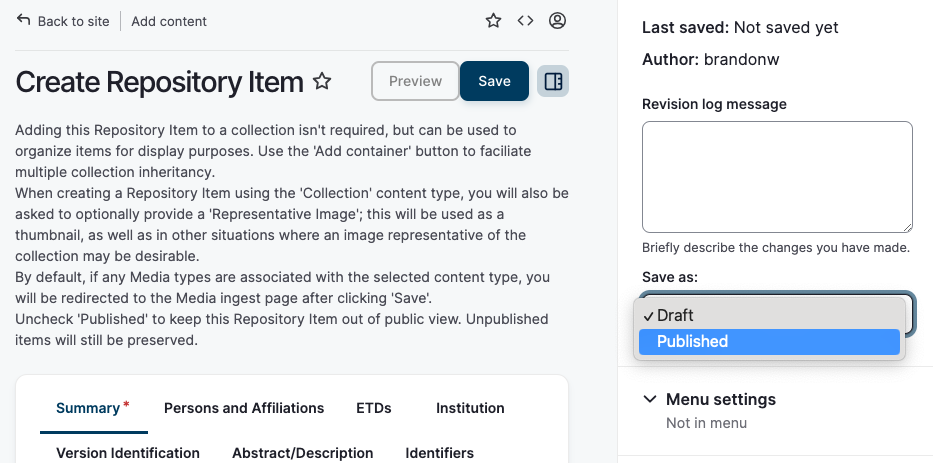 Back to site
Add content
Create Repository Item
Preview
Save
Adding this Repository Item to a collection isn't required, but can be used to
organize items for display purposes. Use the 'Add container' button to faciliate
multiple collection inheritancy.
When creating a Repository Item using the 'Collection' content type, you will also be
asked to optionally provide a 'Representative Image'; this will be used as a
thumbnail, as well as in other situations where an image representative of the
collection may be desirable.
By default, if any Media types are associated with the selected content type, you
will be redirected to the Media ingest page after clicking 'Save'.
Uncheck 'Published' to keep this Repository Item out of public view. Unpublished
items will still be preserved.
Summary* Persons and Affiliations ETDs Institution
Version Identification Abstract/Description Identifiers
Last saved: Not saved yet
Author: brandonw
Revision log message
Briefly describe the changes you have made.
Save as:
✓ Draft
Published
Menu settings
Not in menu